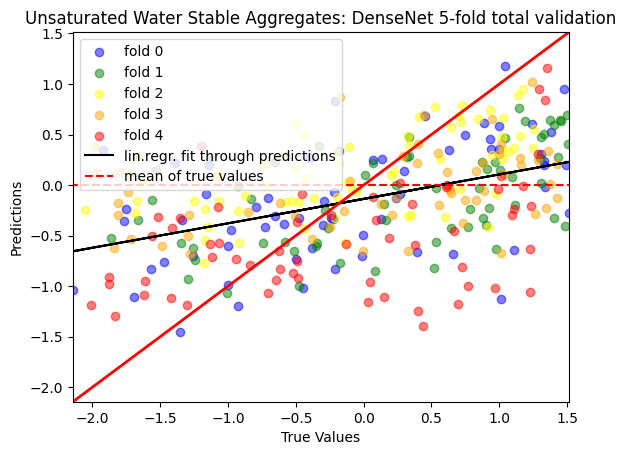 Unsaturated Water Stable Aggregates: DenseNet 5-fold total validation
fold 0
fold 1
fold 2
fold 3
fold 4
lin.regr. fit through predictions
mean of true values
1.5
1.0
0.5
0.0
−0.5
−1.0
−1.5
−2.0
Predictions
−2.0 −1.5 −1.0 −0.5 0.0 0.5 1.0 1.5
True Values